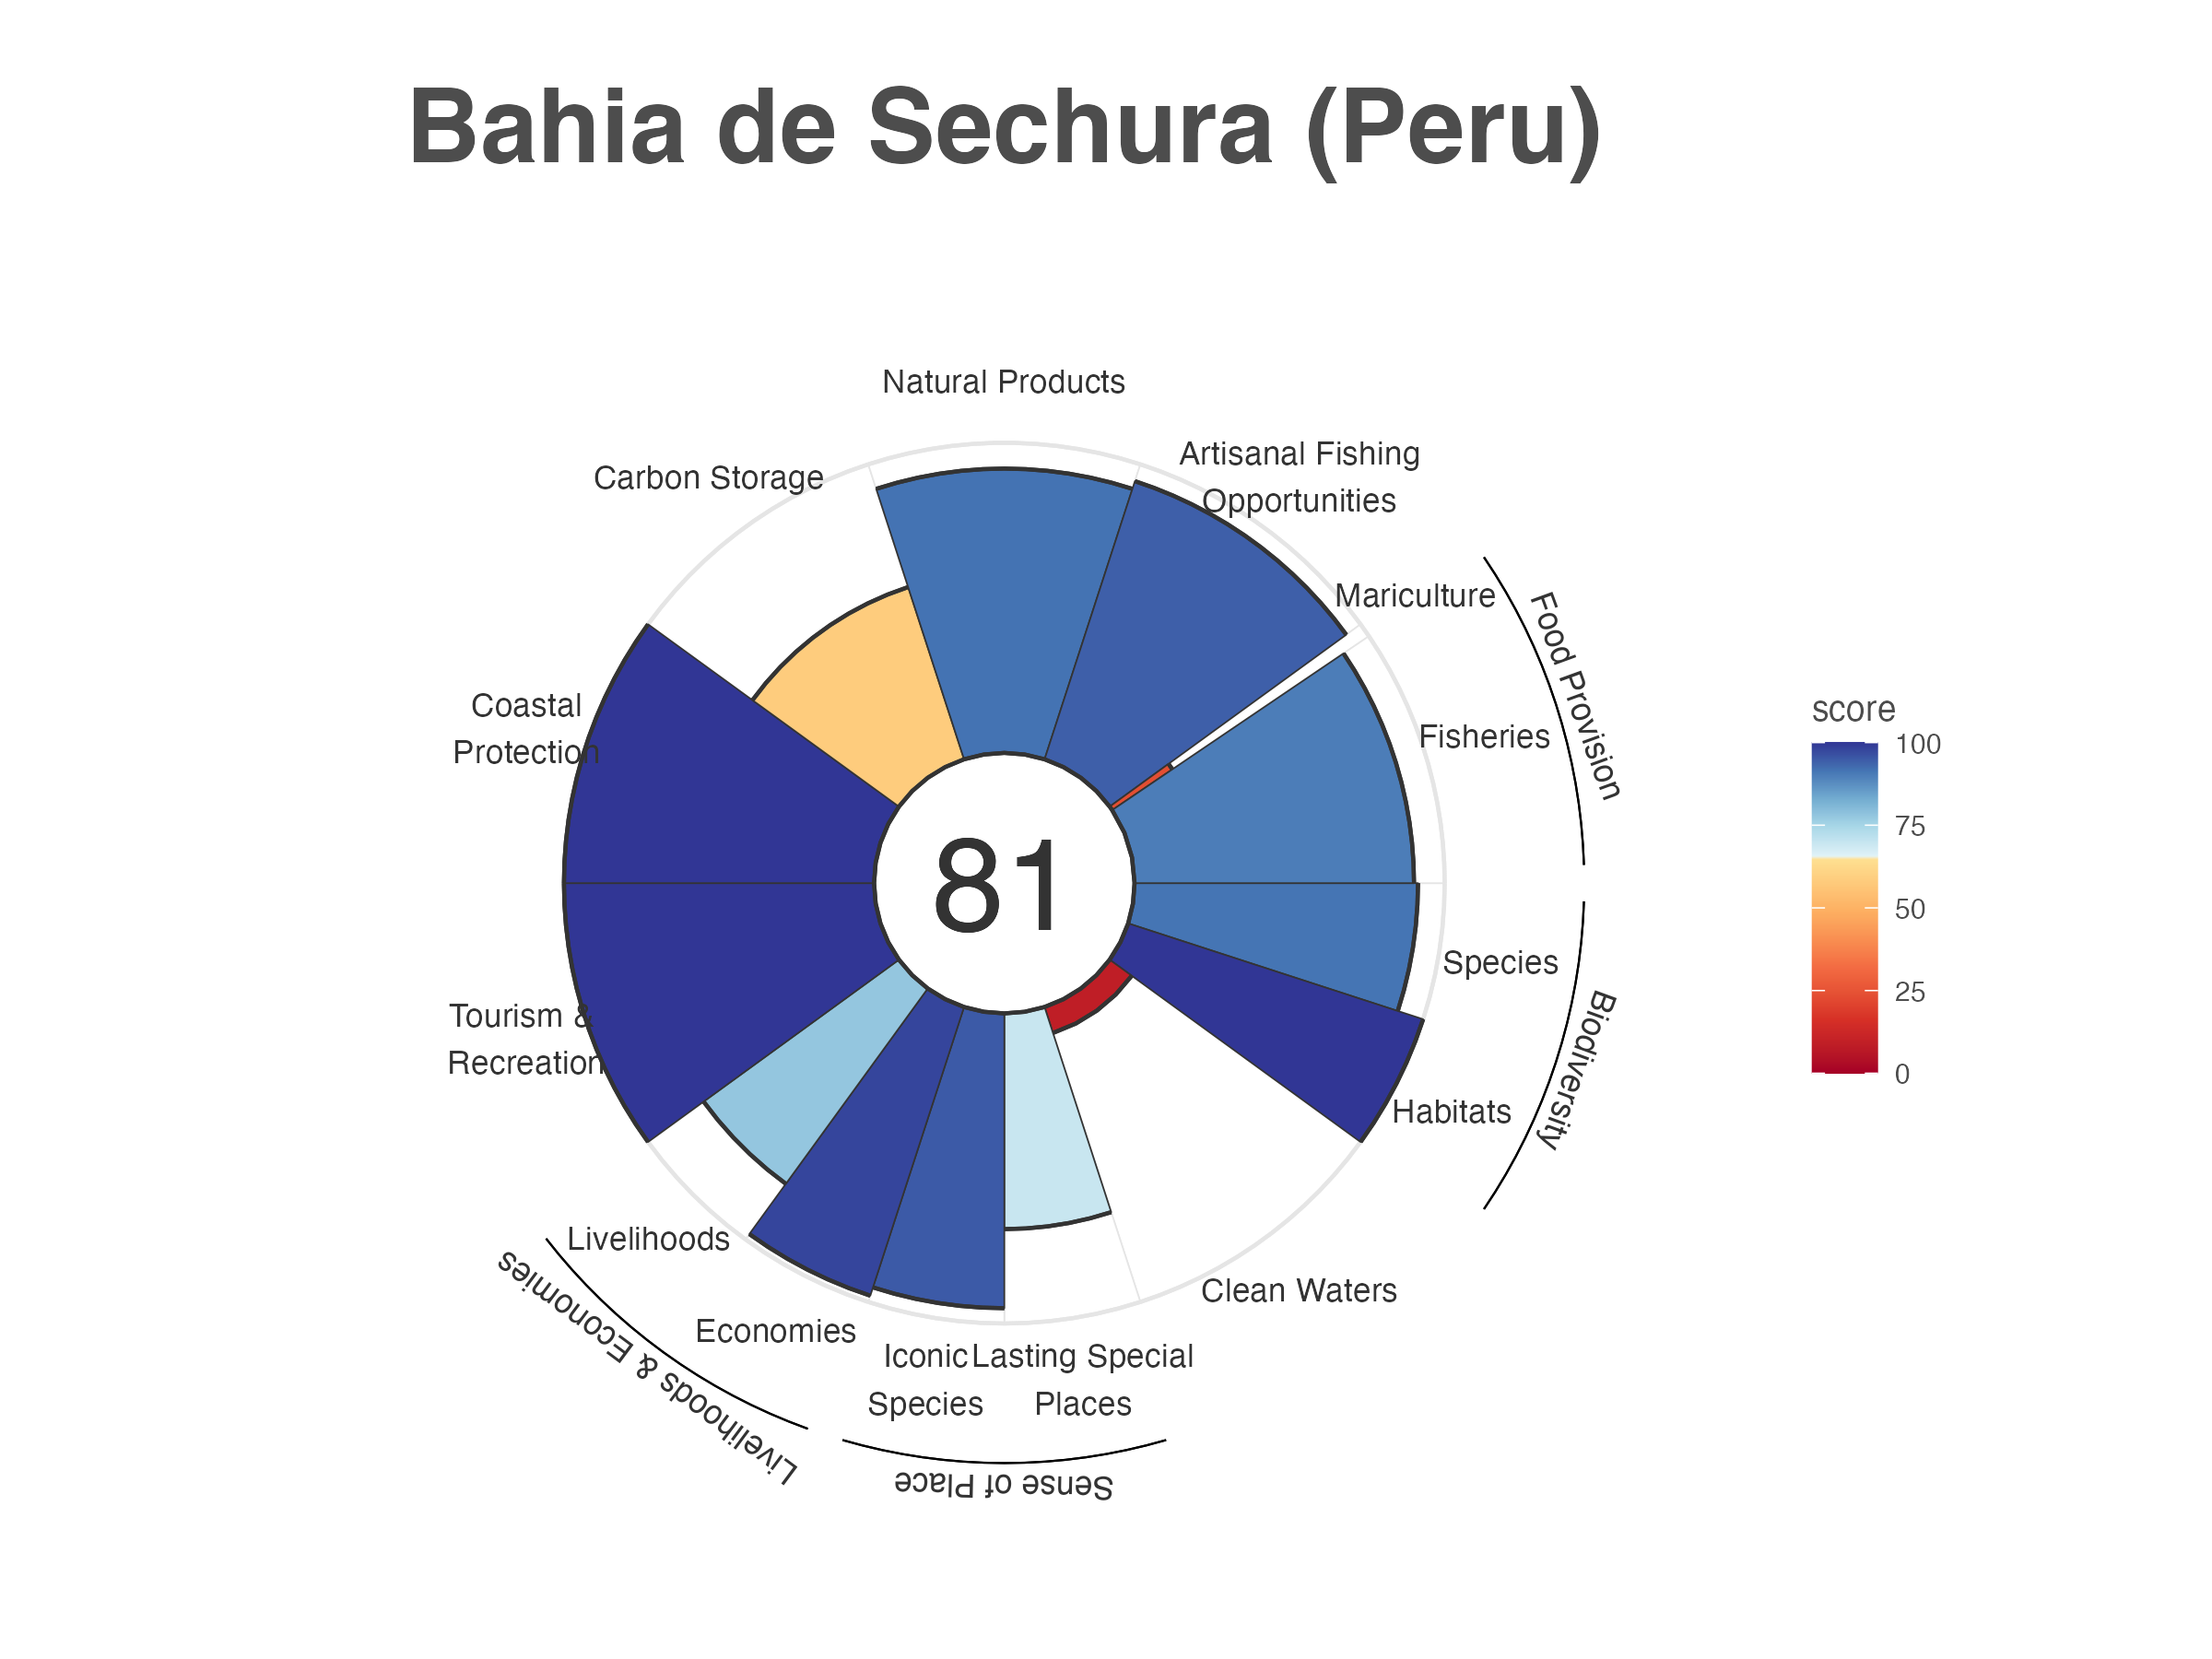 Bahia de Sechura (Peru)
Natural Products
Carbon Storage
Artisanal Fishing
Opportunities
Mariculture
Food Provision
Fisheries
Coastal
Protection
81
Species
Biodiversity
Tourism &
Recreation
Habitats
Livelihoods
Livelihoods & Economies
Clean Waters
Economies
Iconic
Species
Lasting Special
Places
Sense of Place
score
100
75
50
25
0